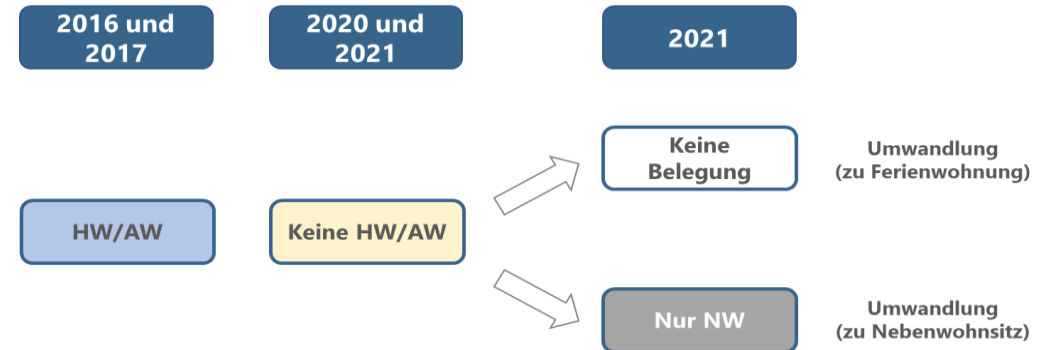 2016 und
2017
2020 und
2021
2021
HW/AW
Keine HW/AW
Keine
Belegung
Umwandlung
(zu Ferienwohnung)
Nur NW
Umwandlung
(zu Nebenwohnsitz)